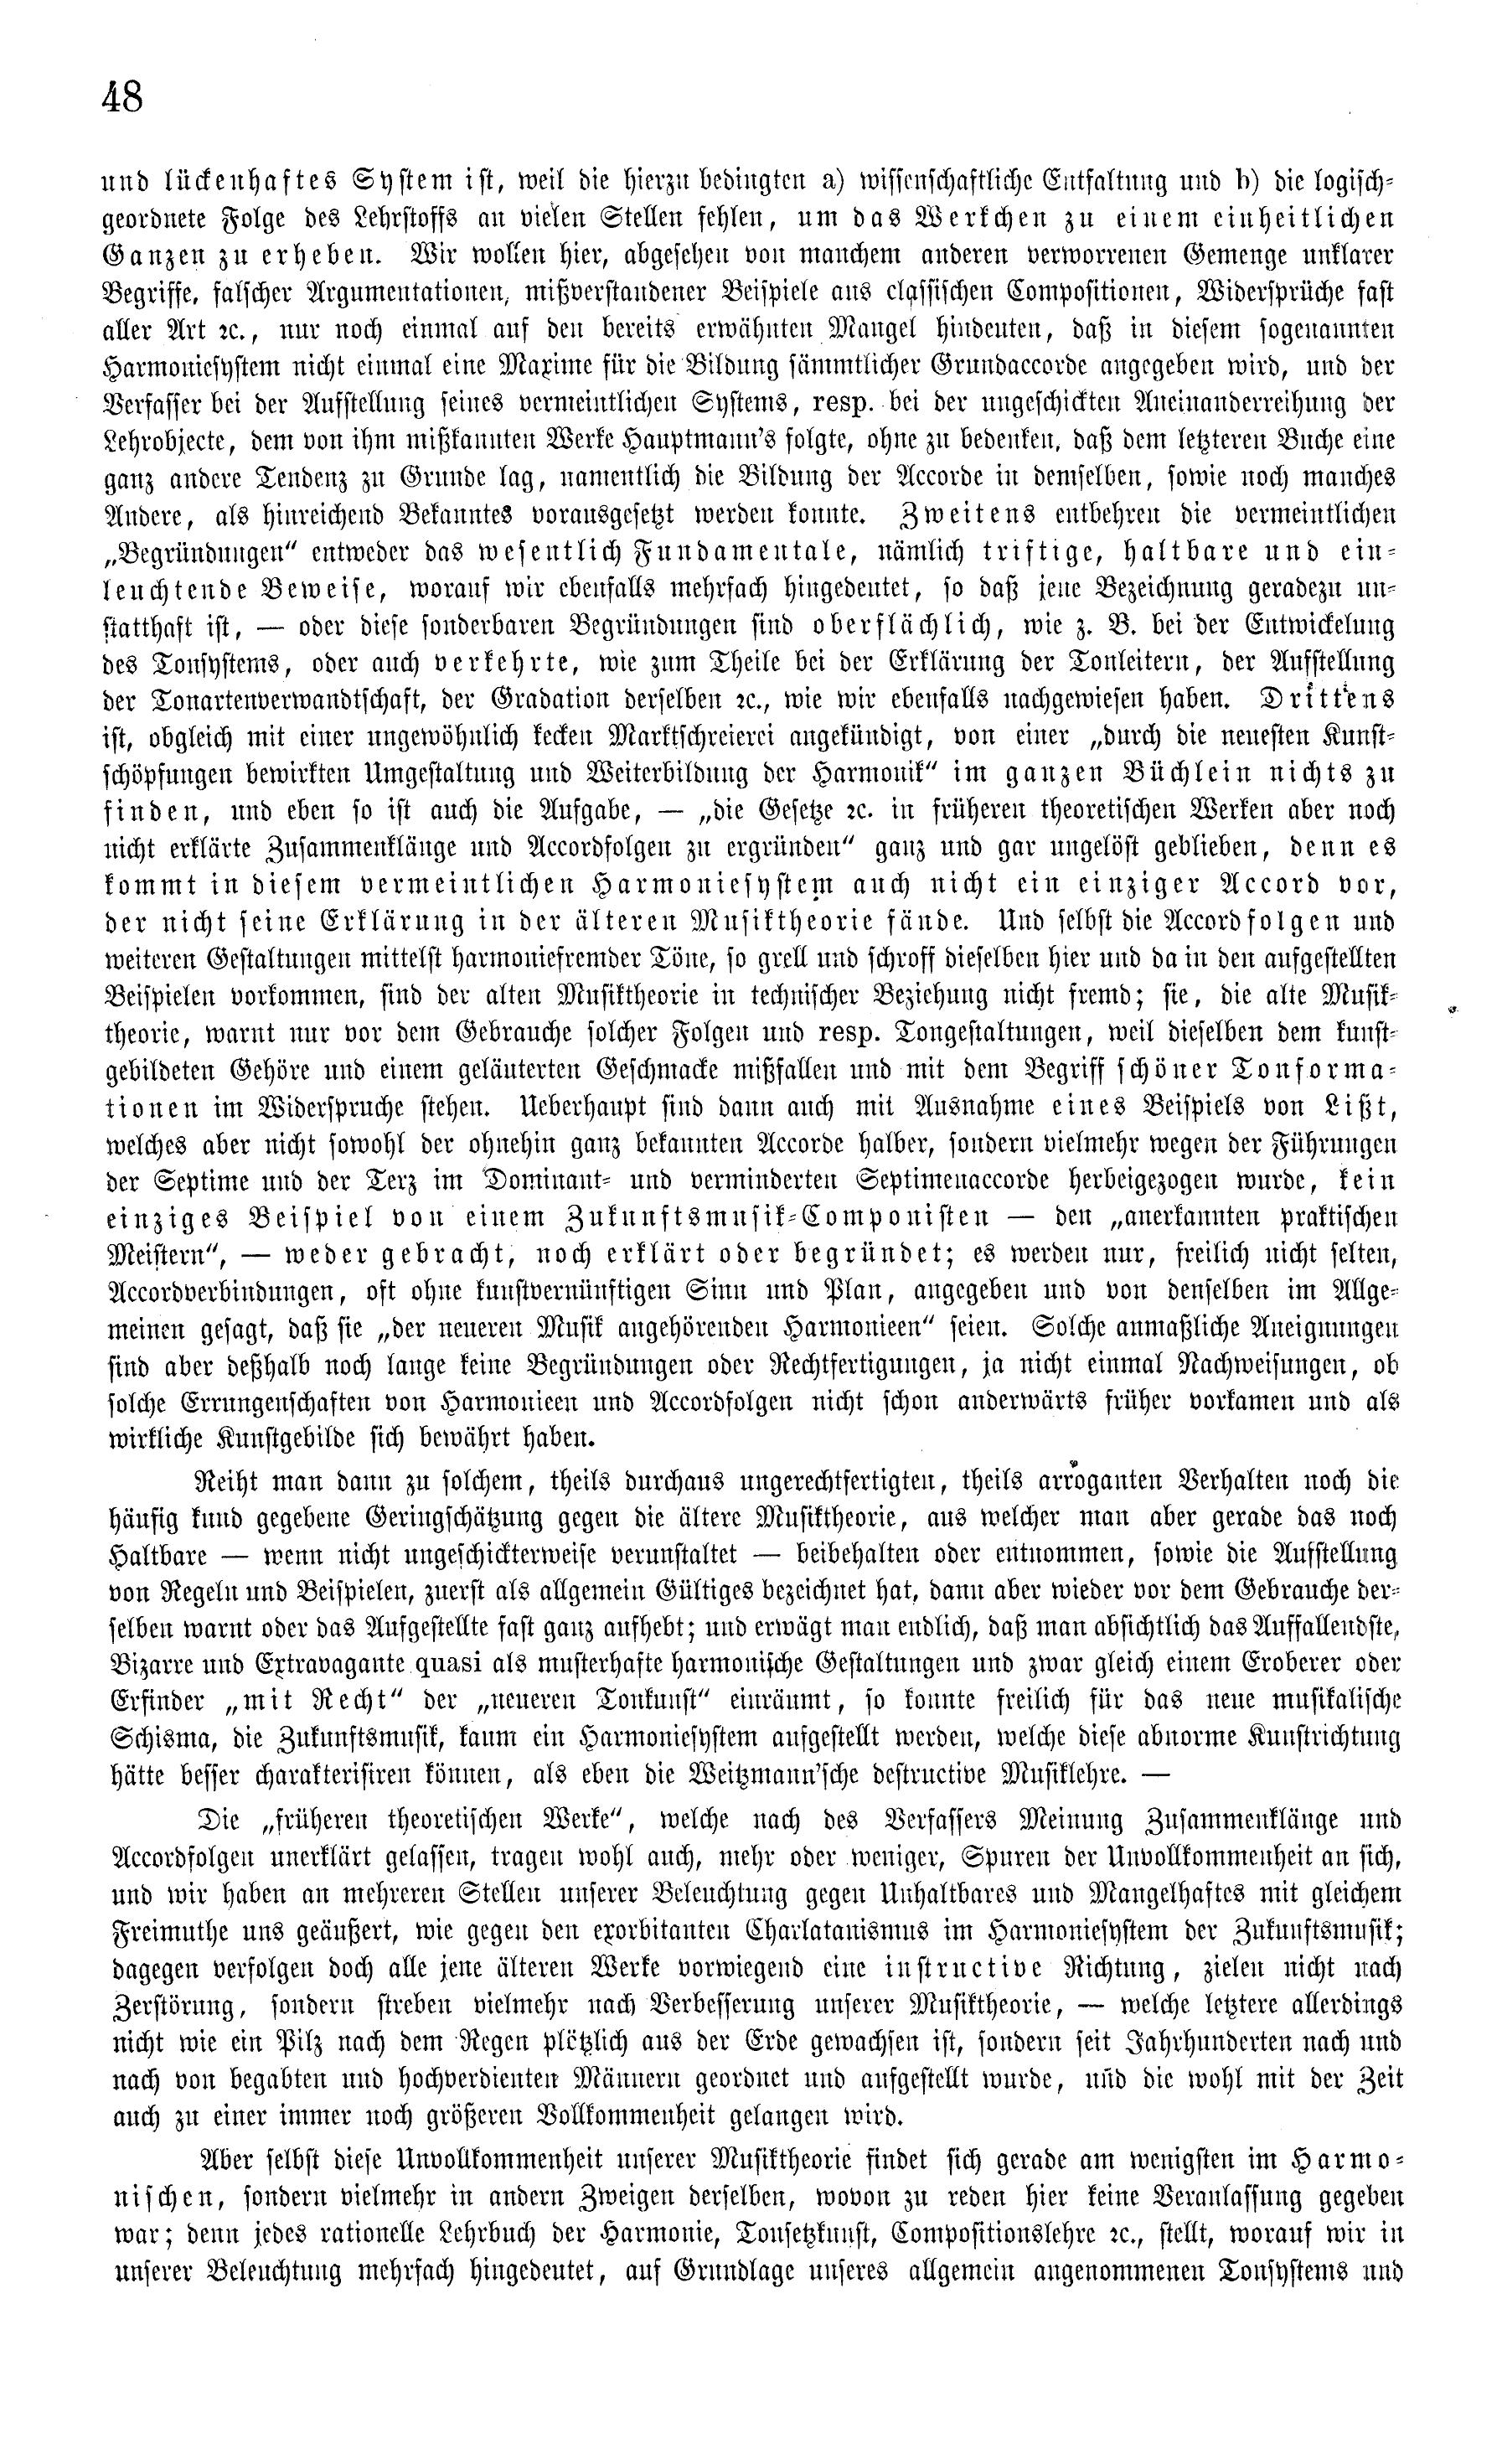 48
und lückenhaftes System ist, weil die hierzu bedingten a) wissenschaftliche Entfaltung und b) die logisch-
geordnete Folge des Lehrstoffs an vielen Stellen fehlen, um das Werkchen zu einem einheitlichen
Ganzen zu erheben. Wir wollen hier, abgesehen von manchem anderen verworrenen Gemenge unklarer
Begriffe, falscher Argumentationen, mißverstandener Beispiele aus classischen Compositionen, Widersprüche fast
aller Art ꝛc., nur noch einmal auf den bereits erwähnten Mangel hindeuten, daß in diesem sogenannten
Harmoniesystem nicht einmal eine Maxime für die Bildung sämmtlicher Grundaccorde angegeben wird, und der
Verfasser bei der Aufstellung seines vermeintlichen Systems, resp. bei der ungeschickten Aneinanderreihung der
Lehrobjecte, dem von ihm mißkannten Werke Hauptmann's folgte, ohne zu bedenken, daß dem letzteren Buche eine
ganz andere Tendenz zu Grunde lag, namentlich die Bildung der Accorde in demselben, sowie noch manches
Andere, als hinreichend Bekanntes vorausgesetzt werden konnte. Zweitens entbehren die vermeintlichen
„Begründungen“ entweder das wesentlich Fundamentale, nämlich triftige, haltbare und ein-
leuchtende Beweise, worauf wir ebenfalls mehrfach hingedeutet, so daß jene Bezeichnung geradezu un-
statthaft ist, — oder diese sonderbaren Begründungen sind oberflächlich, wie z. B. bei der Entwickelung
des Tonsystems, oder auch verkehrte, wie zum Theile bei der Erklärung der Tonleitern, der Aufstellung
der Tonartenverwandtschaft, der Gradation derselben ꝛc., wie wir ebenfalls nachgewiesen haben. Drittens
ist, obgleich mit einer ungewöhnlich kecken Marktschreierei angekündigt, von einer „durch die neuesten Kunst-
schöpfungen bewirkten Umgestaltung und Weiterbildung der Harmonik“ im ganzen Büchlein nichts zu
finden, und eben so ist auch die Aufgabe, — „die Gesetze ꝛc. in früheren theoretischen Werken aber noch
nicht erklärte Zusammenklänge und Accordfolgen zu ergründen“ ganz und gar ungelöst geblieben, denn es
kommt in diesem vermeintlichen Harmoniesystem auch nicht ein einziger Accord vor,
der nicht seine Erklärung in der älteren Musiktheorie fände. Und selbst die Accordfolgen und
weiteren Gestaltungen mittelst harmoniefremder Töne, so grell und schroff dieselben hier und da in den aufgestellten
Beispielen vorkommen, sind der alten Musiktheorie in technischer Beziehung nicht fremd; sie, die alte Musik-
theorie, warnt nur vor dem Gebrauche solcher Folgen und resp. Tongestaltungen, weil dieselben dem kunst-
gebildeten Gehöre und einem geläuterten Geschmacke mißfallen und mit dem Begriff schöner Tonforma-
tionen im Widerspruche stehen. Ueberhaupt sind dann auch mit Ausnahme eines Beispiels von Lißt,
welches aber nicht sowohl der ohnehin ganz bekannten Accorde halber, sondern vielmehr wegen der Führungen
der Septime und der Terz im Dominant- und verminderten Septimenaccorde herbeigezogen wurde, kein
einziges Beispiel von einem Zukunftsmusik-Componisten — den „anerkannten praktischen
Meistern“, — weder gebracht, noch erklärt oder begründet; es werden nur, freilich nicht selten,
Accordverbindungen, oft ohne kunstvernünftigen Sinn und Plan, angegeben und von denselben im Allge-
meinen gesagt, daß sie „der neueren Musik angehörenden Harmonieen“ seien. Solche anmaßliche Aneignungen
sind aber deßhalb noch lange keine Begründungen oder Rechtfertigungen, ja nicht einmal Nachweisungen, ob
solche Errungenschaften von Harmonieen und Accordfolgen nicht schon anderwärts früher vorkamen und als
wirkliche Kunstgebilde sich bewährt haben.
Reiht man dann zu solchem, theils durchaus ungerechtfertigten, theils arroganten Verhalten noch die
häufig kund gegebene Geringschätzung gegen die ältere Musiktheorie, aus welcher man aber gerade das noch
Haltbare — wenn nicht ungeschickterweise verunstaltet — beibehalten oder entnommen, sowie die Aufstellung
von Regeln und Beispielen, zuerst als allgemein Gültiges bezeichnet hat, dann aber wieder vor dem Gebrauche der-
selben warnt oder das Aufgestellte fast ganz aufhebt; und erwägt man endlich, daß man absichtlich das Auffallendste,
Bizarre und Extravagante quasi als musterhafte harmonische Gestaltungen und zwar gleich einem Eroberer oder
Erfinder „mit Recht“ der „neueren Tonkunst“ einräumt, so konnte freilich für das neue musikalische
Schisma, die Zukunftsmusik, kaum ein Harmoniesystem aufgestellt werden, welche diese abnorme Kunstrichtung
hätte besser charakterisiren können, als eben die Weitzmann'sche destructive Musiklehre. —
Die „früheren theoretischen Werke“, welche nach des Verfassers Meinung Zusammenklänge und
Accordfolgen unerklärt gelassen, tragen wohl auch, mehr oder weniger, Spuren der Unvollkommenheit an sich,
und wir haben an mehreren Stellen unserer Beleuchtung gegen Unhaltbares und Mangelhaftes mit gleichem
Freimuthe uns geäußert, wie gegen den exorbitanten Charlatanismus im Harmoniesystem der Zukunftsmusik;
dagegen verfolgen doch alle jene älteren Werke vorwiegend eine instructive Richtung, zielen nicht nach
Zerstörung, sondern streben vielmehr nach Verbesserung unserer Musiktheorie, — welche letztere allerdings
nicht wie ein Pilz nach dem Regen plötzlich aus der Erde gewachsen ist, sondern seit Jahrhunderten nach und
nach von begabten und hochverdienten Männern geordnet und aufgestellt wurde, und die wohl mit der Zeit
auch zu einer immer noch größeren Vollkommenheit gelangen wird.
Aber selbst diese Unvollkommenheit unserer Musiktheorie findet sich gerade am wenigsten im Harmo-
nischen, sondern vielmehr in andern Zweigen derselben, wovon zu reden hier keine Veranlassung gegeben
war; denn jedes rationelle Lehrbuch der Harmonie, Tonsetzkunst, Compositionslehre ꝛc., stellt, worauf wir in
unserer Beleuchtung mehrfach hingedeutet, auf Grundlage unseres allgemein angenommenen Tonsystems und